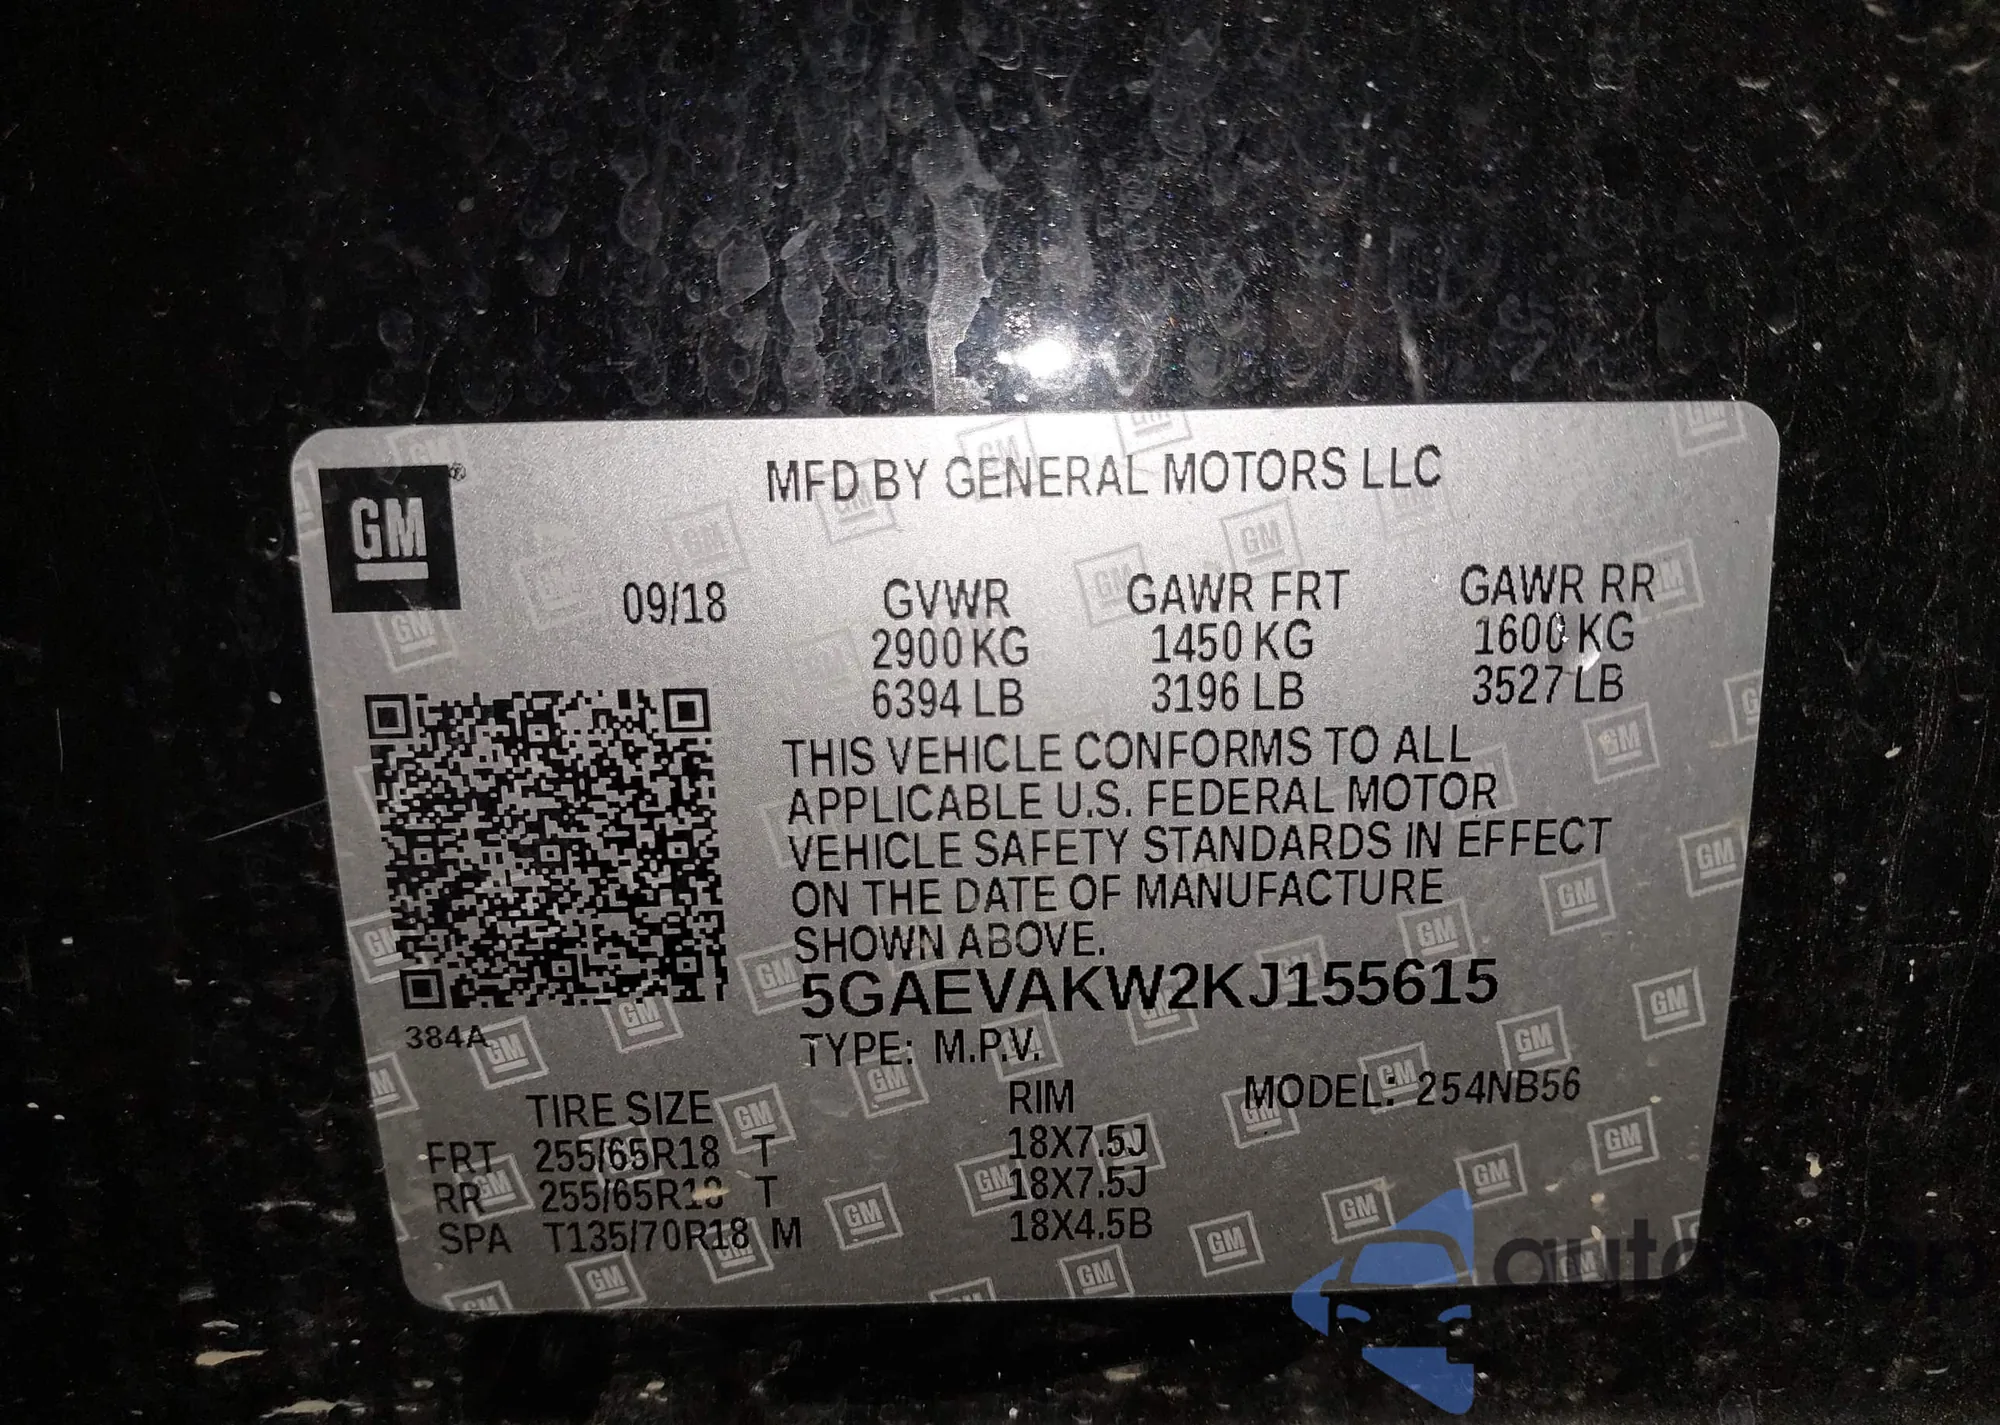 GM®
MFD BY GENERAL MOTORS LLC
09/18 GVWR GAWR FRT GAWR RR
2900 KG 1450 KG 1600 KG
6394 LB 3196 LB 3527 LB
THIS VEHICLE CONFORMS TO ALL
APPLICABLE U.S. FEDERAL MOTOR
VEHICLE SAFETY STANDARDS IN EFFECT
ON THE DATE OF MANUFACTURE
SHOWN ABOVE.
5GAEVAKW2KJ155615
384A
TYPE: M.P.V.
TIRE SIZE RIM MODEL: 254NB56
FRT 255/65R18 T 18X7.5J
RR 255/65R18 T 18X7.5J
SPA T135/70R18 M 18X4.5B
autoshop